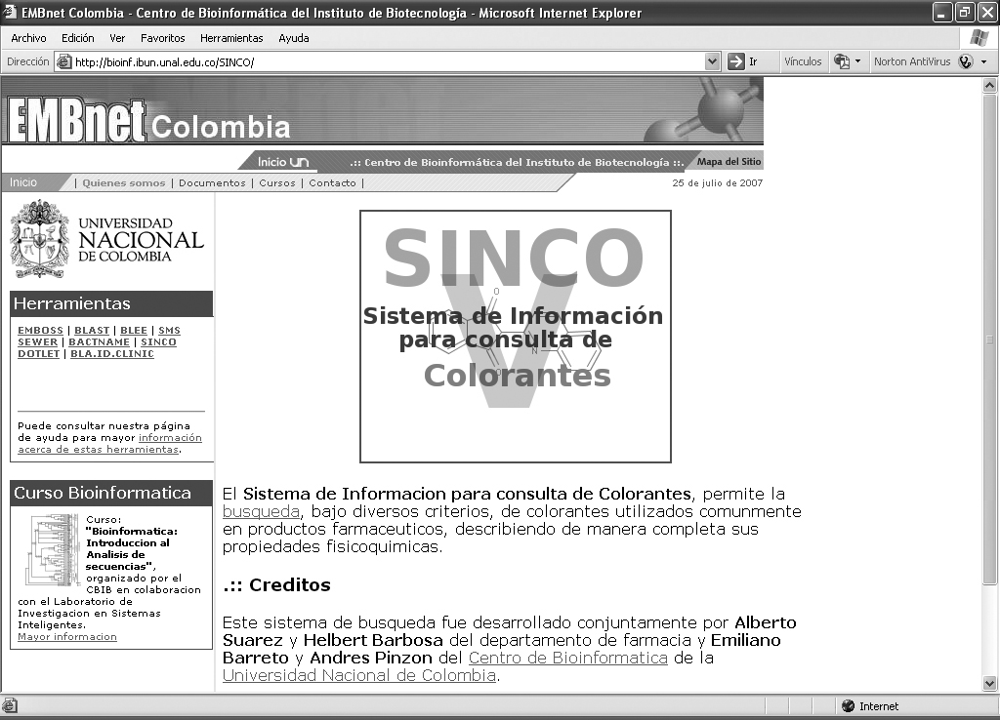 EMBnet Colombia - Centro de Bioinformática del Instituto de Biotecnología - Microsoft Internet Explorer
Archivo Edición Ver Favoritos Herramientas Ayuda
Dirección http://bioinf.ibun.unal.edu.co/SINCO/ Ir Vínculos Norton AntiVirus
EMBnet Colombia
Inicio UN .:: Centro de Bioinformática del Instituto de Biotecnología ::. Mapa del Sitio
Inicio | Quienes somos | Documentos | Cursos | Contacto | 25 de julio de 2007
UNIVERSIDAD
NACIONAL
DE COLOMBIA
Herramientas
EMBOSS | BLAST | BLEE | SMS
SEWER | BACTNAME | SINCO
DOTLET | BLA.ID.CLINIC
Puede consultar nuestra página
de ayuda para mayor información
acerca de estas herramientas.
Curso Bioinformatica
Curso:
"Bioinformatica:
Introduccion al
Analisis de
secuencias",
organizado por el
CBIB en colaboracion
con el Laboratorio de
Investigacion en Sistemas
Inteligentes.
Mayor informacion
SINCO
V
O
Sistema de Información
para consulta de
N
O
Colorantes
El Sistema de Informacion para consulta de Colorantes, permite la
busqueda, bajo diversos criterios, de colorantes utilizados comunmente
en productos farmaceuticos, describiendo de manera completa sus
propiedades fisicoquimicas.
.:: Creditos
Este sistema de busqueda fue desarrollado conjuntamente por Alberto
Suarez y Helbert Barbosa del departamento de farmacia y Emiliano
Barreto y Andres Pinzon del Centro de Bioinformatica de la
Universidad Nacional de Colombia.
Internet